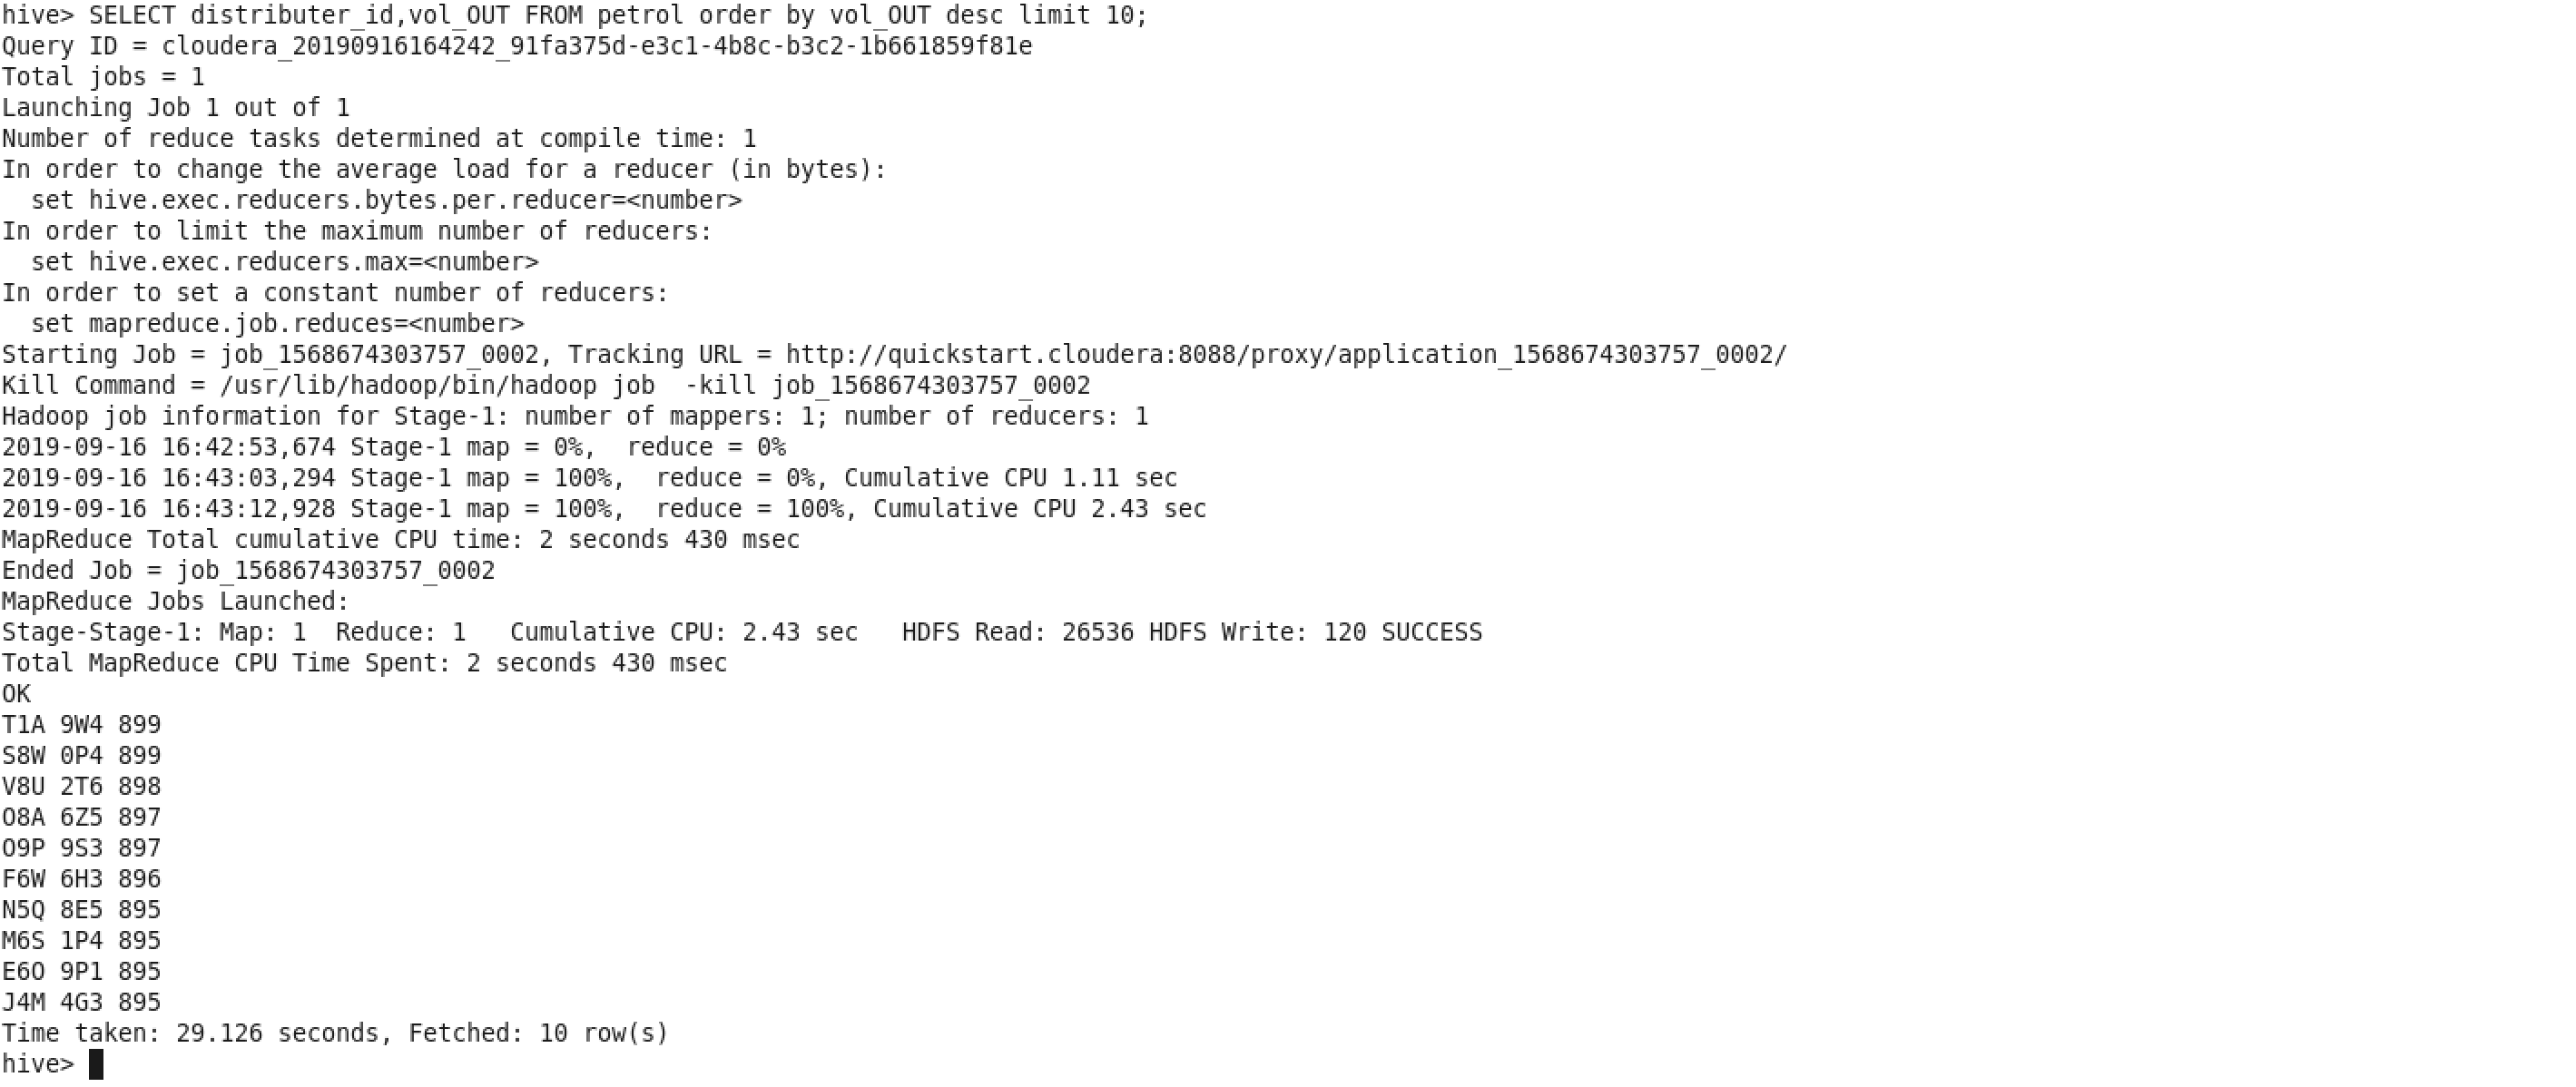 hive> SELECT distributer_id,vol_OUT FROM petrol order by vol_OUT desc limit 10;
Query ID = cloudera_20190916164242_91fa375d-e3c1-4b8c-b3c2-1b661859f81e
Total jobs = 1
Launching Job 1 out of 1
Number of reduce tasks determined at compile time: 1
In order to change the average load for a reducer (in bytes):
  set hive.exec.reducers.bytes.per.reducer=<number>
In order to limit the maximum number of reducers:
  set hive.exec.reducers.max=<number>
In order to set a constant number of reducers:
  set mapreduce.job.reduces=<number>
Starting Job = job_1568674303757_0002, Tracking URL = http://quickstart.cloudera:8088/proxy/application_1568674303757_0002/
Kill Command = /usr/lib/hadoop/bin/hadoop job  -kill job_1568674303757_0002
Hadoop job information for Stage-1: number of mappers: 1; number of reducers: 1
2019-09-16 16:42:53,674 Stage-1 map = 0%,  reduce = 0%
2019-09-16 16:43:03,294 Stage-1 map = 100%,  reduce = 0%, Cumulative CPU 1.11 sec
2019-09-16 16:43:12,928 Stage-1 map = 100%,  reduce = 100%, Cumulative CPU 2.43 sec
MapReduce Total cumulative CPU time: 2 seconds 430 msec
Ended Job = job_1568674303757_0002
MapReduce Jobs Launched:
Stage-Stage-1: Map: 1  Reduce: 1   Cumulative CPU: 2.43 sec   HDFS Read: 26536 HDFS Write: 120 SUCCESS
Total MapReduce CPU Time Spent: 2 seconds 430 msec
OK
T1A 9W4 899
S8W 0P4 899
V8U 2T6 898
O8A 6Z5 897
O9P 9S3 897
F6W 6H3 896
N5Q 8E5 895
M6S 1P4 895
E6O 9P1 895
J4M 4G3 895
Time taken: 29.126 seconds, Fetched: 10 row(s)
hive>